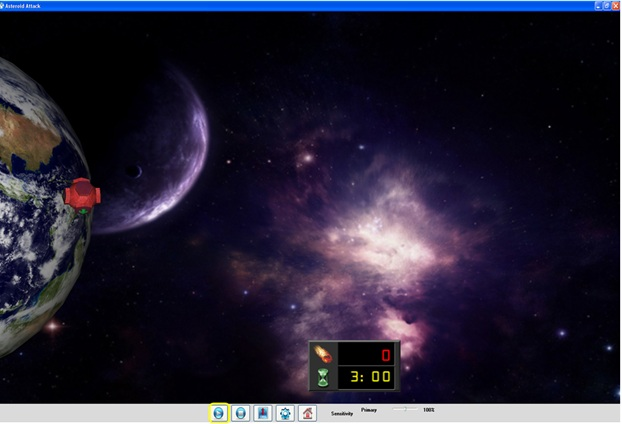 Asteroid Attack
0
3: 00
Sensitivity Primary 100%